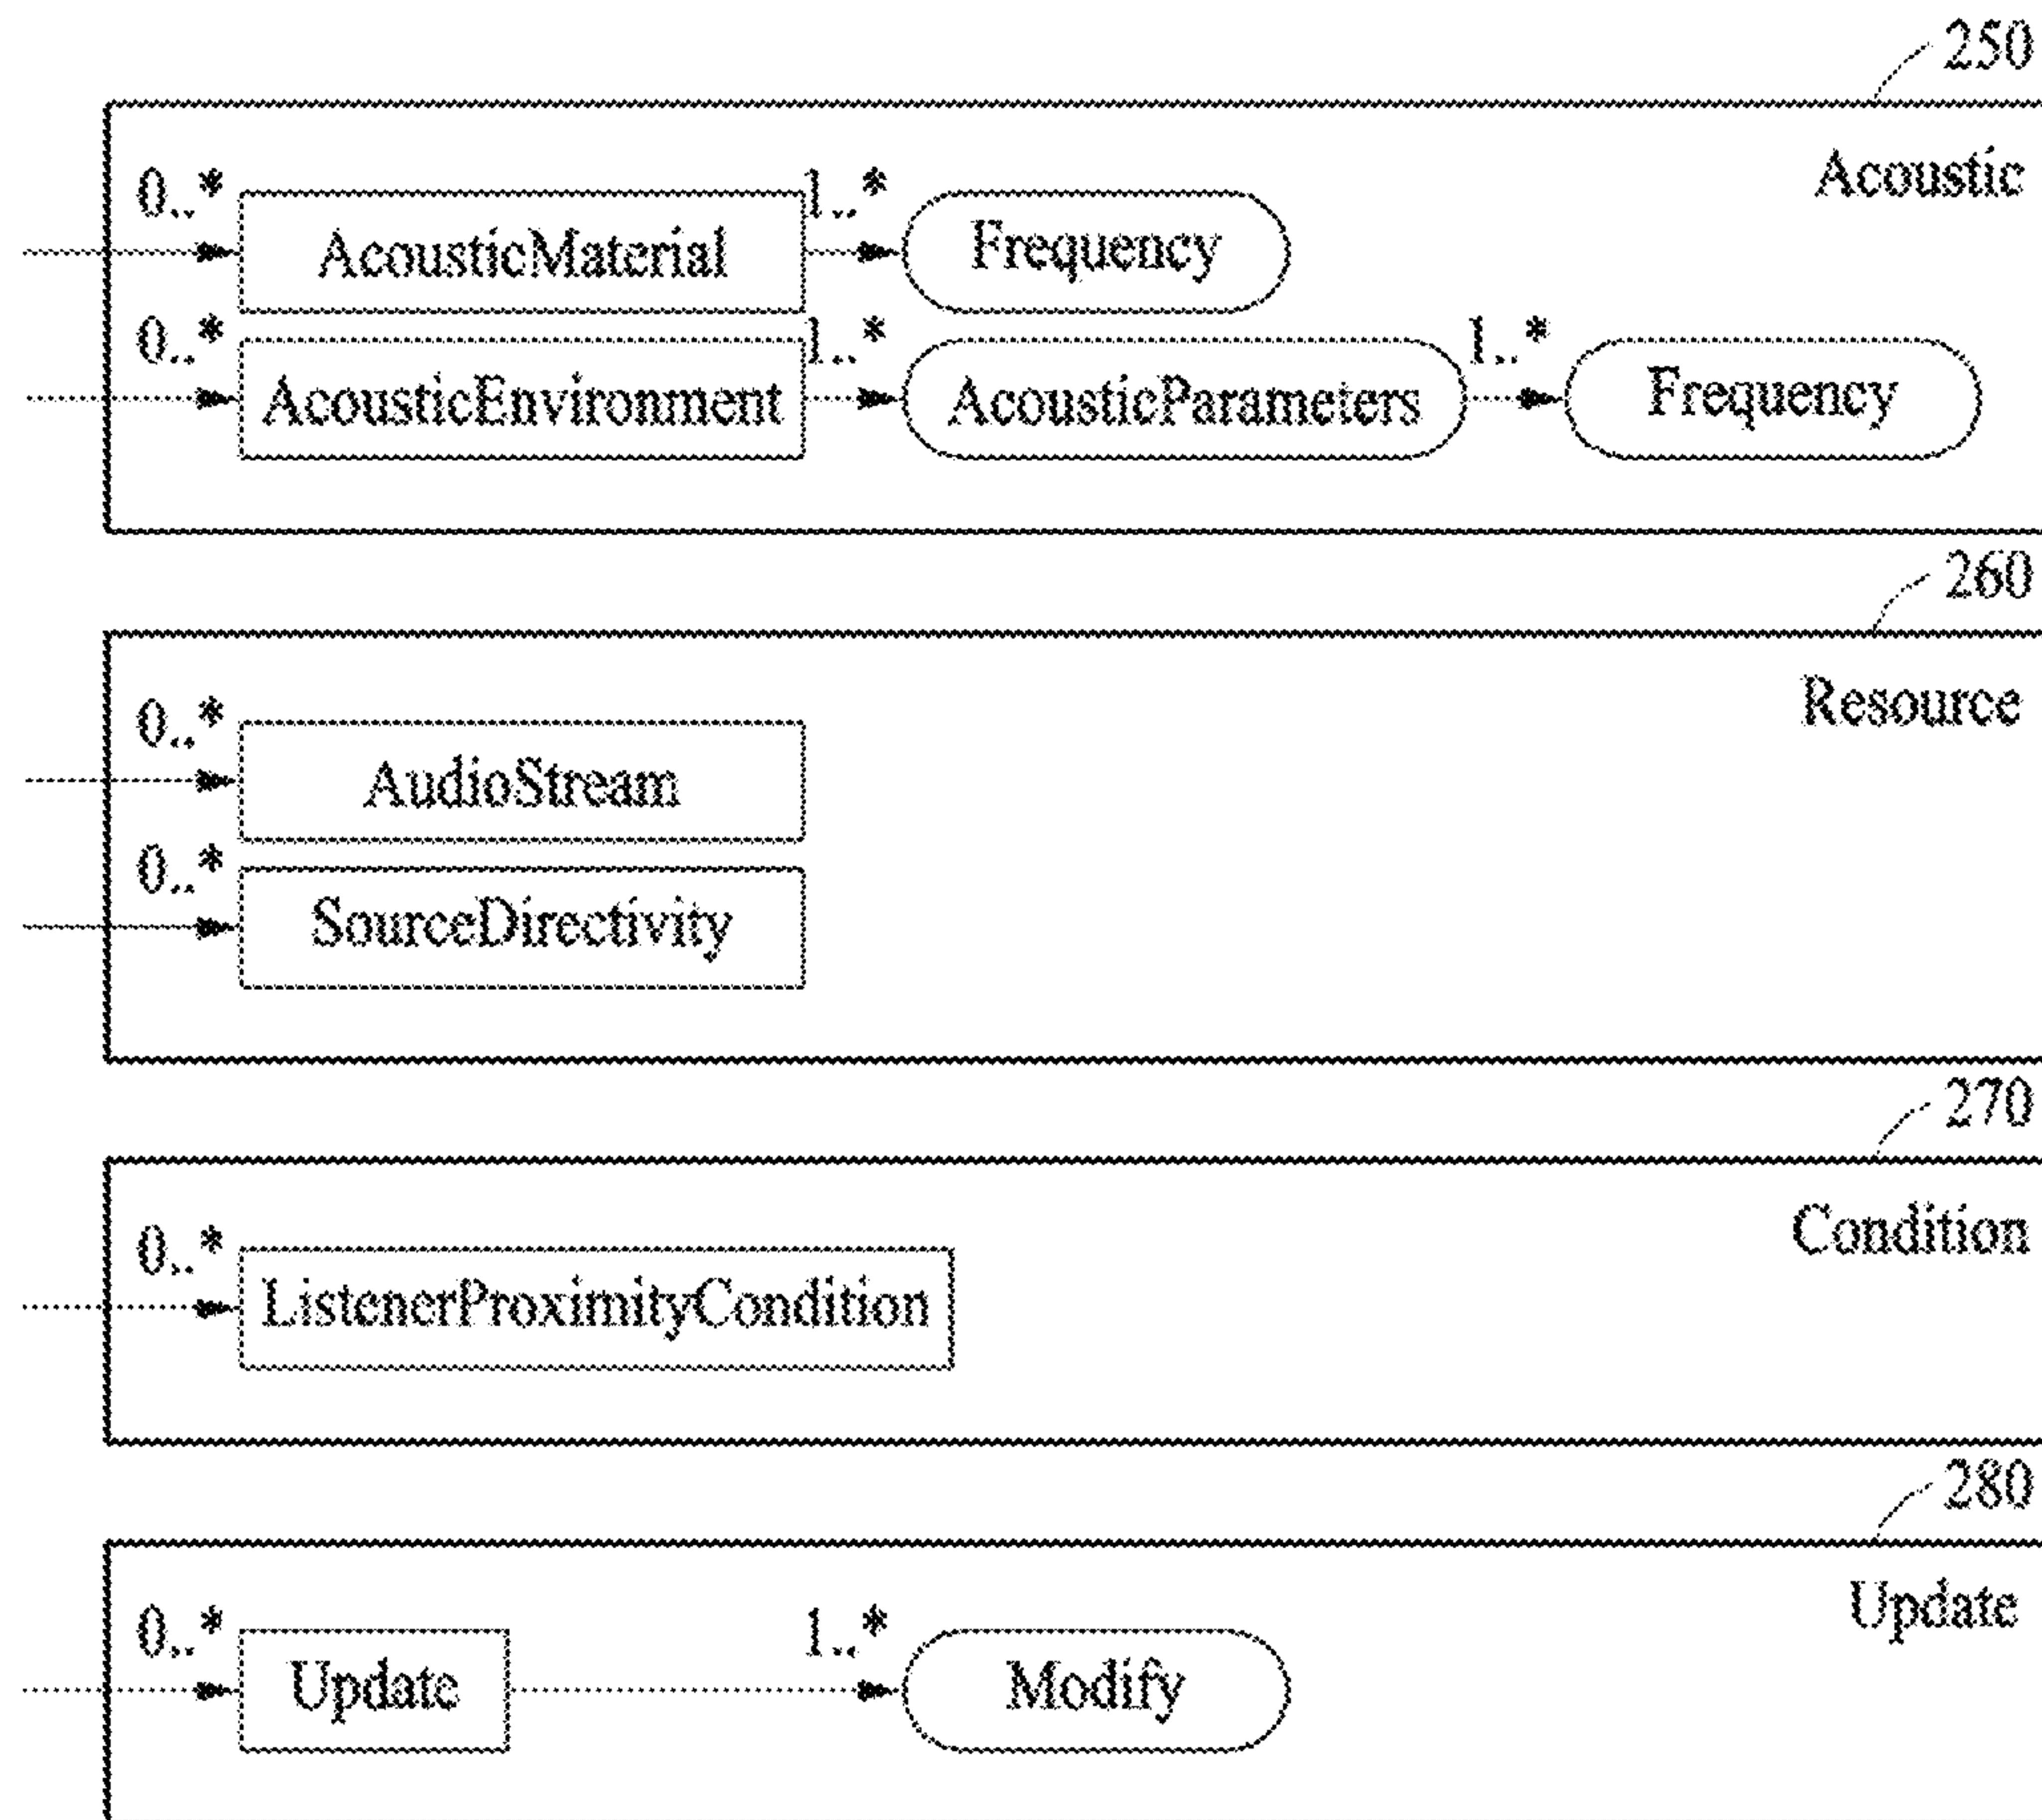 250
Acoustic
0..*
AcousticMaterial
1..*
Frequency
0..*
AcousticEnvironment
1..*
AcousticParameters
1..*
Frequency
260
Resource
0..*
AudioStream
0..*
SourceDirectivity
270
Condition
0..*
ListenerProximityCondition
280
Update
0..*
Update
1..*
Modify